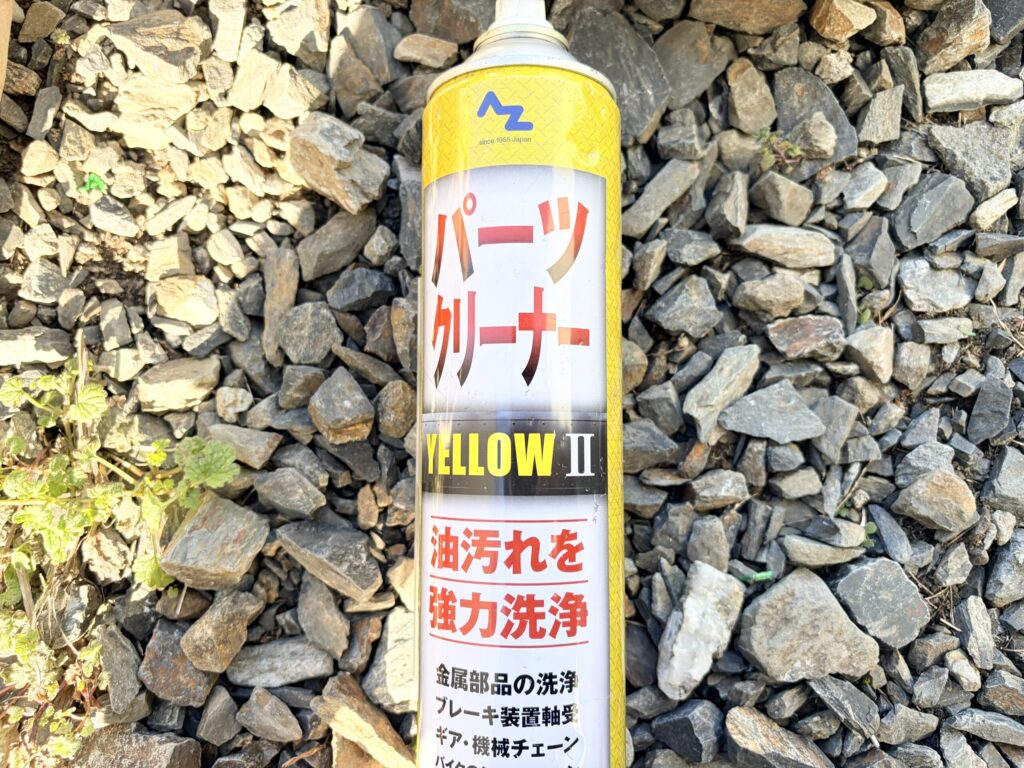 AZ
since 1955 Japan
パーツ
クリーナー
YELLOW II
油汚れを
強力洗浄
金属部品の洗浄
ブレーキ装置軸受
ギア・機械チェーン